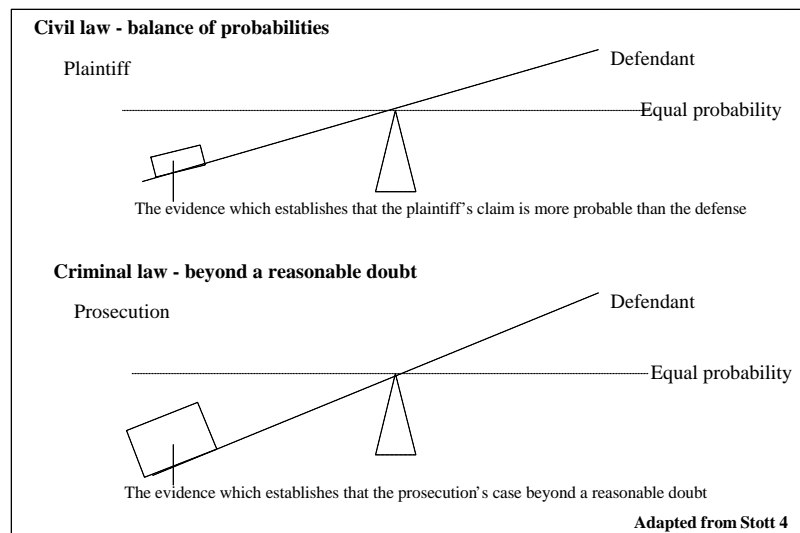 Civil law - balance of probabilities
Defendant
Plaintiff
Equal probability
The evidence which establishes that the plaintiff’s claim is more probable than the defense
Criminal law - beyond a reasonable doubt
Defendant
Prosecution
Equal probability
The evidence which establishes that the prosecution’s case beyond a reasonable doubt
Adapted from Stott 4